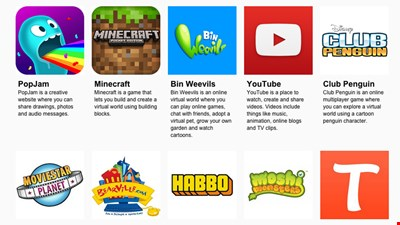 MINECRAFT
POCKET EDITION
BiN
WEEViLS
Disney
CLUB
PENGUIN
PopJam
PopJam is a creative
website where you can
share drawings, photos
and audio messages.
Minecraft
Minecraft is a game that
lets you build and create a
virtual world using building
blocks.
Bin Weevils
Bin Weevils is an online
virtual world where you
can play online games,
chat with friends, adopt a
virtual pet, grow your own
garden and watch
cartoons.
YouTube
YouTube is a place to
watch, create and share
videos. Videos include
things like music,
animation, online blogs
and TV clips.
Club Penguin
Club Penguin is an online
multiplayer game where
you can explore a virtual
world using a cartoon
penguin character.
MOVIESTAR
PLANET
HABBO
moshi
T